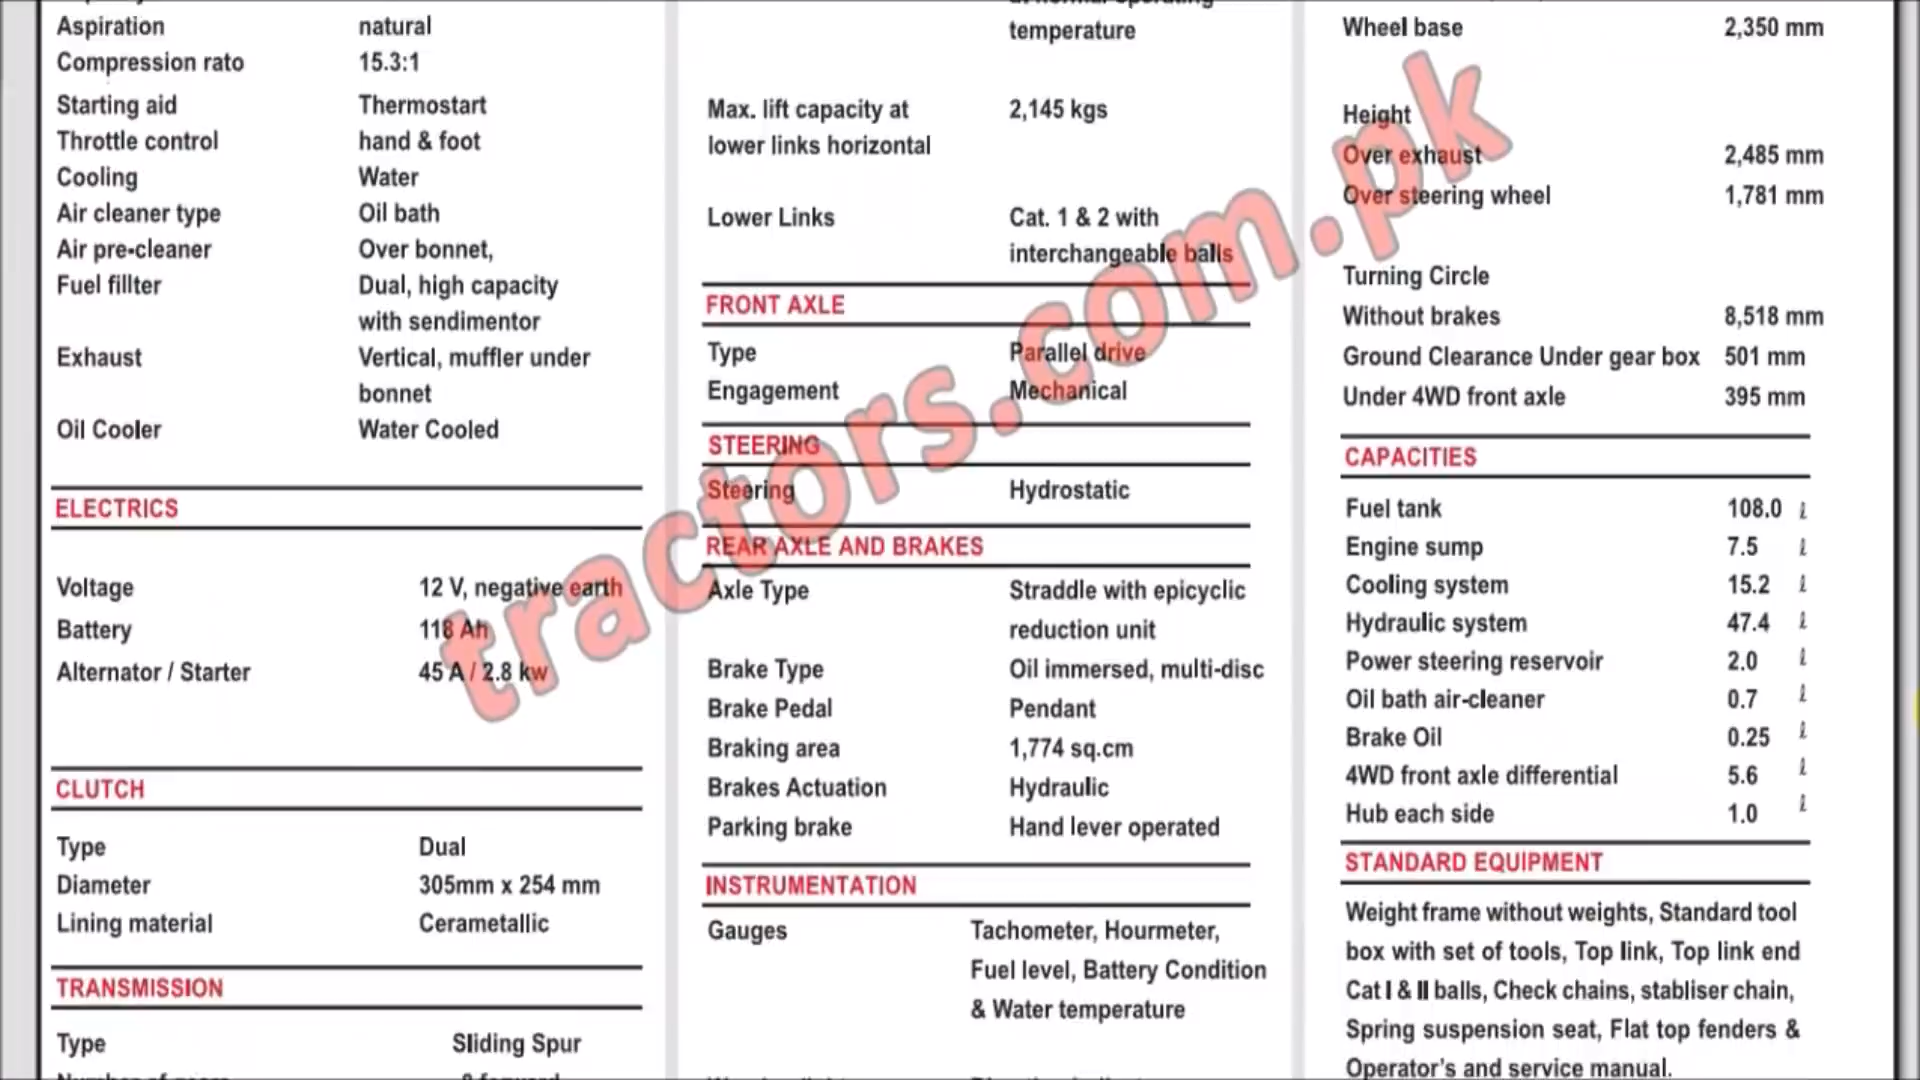 Aspiration natural
Compression rato 15.3:1
Starting aid Thermostart
Throttle control hand & foot
Cooling Water
Air cleaner type Oil bath
Air pre-cleaner Over bonnet,
Fuel fillter Dual, high capacity
with sendimentor
Exhaust Vertical, muffler under
bonnet
Oil Cooler Water Cooled
ELECTRICS
Voltage 12 V, negative earth
Battery 118 Ah
Alternator / Starter 45 A / 2.8 kw
CLUTCH
Type Dual
Diameter 305mm x 254 mm
Lining material Cerametallic
TRANSMISSION
Type Sliding Spur
temperature
Max. lift capacity at 2,145 kgs
lower links horizontal
Lower Links Cat. 1 & 2 with
interchangeable balls
FRONT AXLE
Type Parallel drive
Engagement Mechanical
STEERING
Steering Hydrostatic
REAR AXLE AND BRAKES
Axle Type Straddle with epicyclic
reduction unit
Brake Type Oil immersed, multi-disc
Brake Pedal Pendant
Braking area 1,774 sq.cm
Brakes Actuation Hydraulic
Parking brake Hand lever operated
INSTRUMENTATION
Gauges Tachometer, Hourmeter,
Fuel level, Battery Condition
& Water temperature
Wheel base 2,350 mm
Height
Over exhaust 2,485 mm
Over steering wheel 1,781 mm
Turning Circle
Without brakes 8,518 mm
Ground Clearance Under gear box 501 mm
Under 4WD front axle 395 mm
CAPACITIES
Fuel tank 108.0 ℓ
Engine sump 7.5 ℓ
Cooling system 15.2 ℓ
Hydraulic system 47.4 ℓ
Power steering reservoir 2.0 ℓ
Oil bath air-cleaner 0.7 ℓ
Brake Oil 0.25 ℓ
4WD front axle differential 5.6 ℓ
Hub each side 1.0 ℓ
STANDARD EQUIPMENT
Weight frame without weights, Standard tool
box with set of tools, Top link, Top link end
Cat I & II balls, Check chains, stabliser chain,
Spring suspension seat, Flat top fenders &
Operator's and service manual.
tractors.com.pk